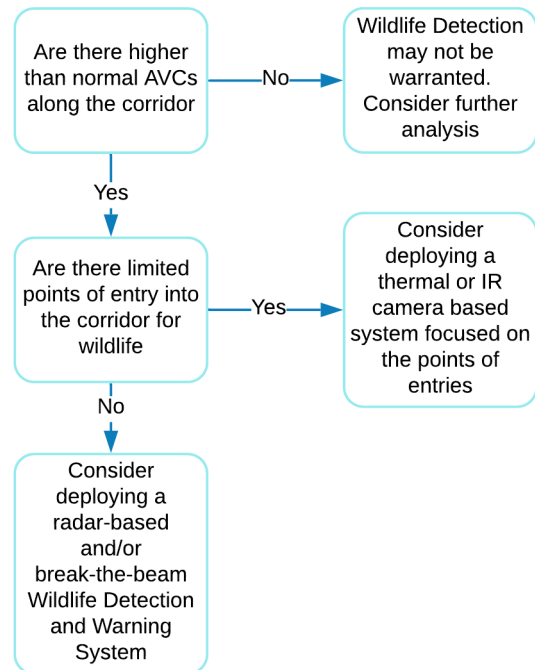 Are there higher
than normal AVCs
along the corridor
No
Wildlife Detection
may not be
warranted.
Consider further
analysis
Yes
Are there limited
points of entry into
the corridor for
wildlife
Yes
Consider
deploying a
thermal or IR
camera based
system focused on
the points of
entries
No
Consider
deploying a
radar-based
and/or
break-the-beam
Wildlife Detection
and Warning
System